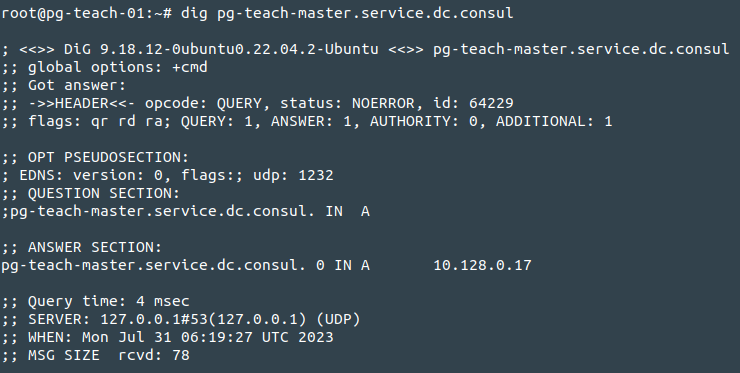 root@pg-teach-01:~# dig pg-teach-master.service.dc.consul
; <<>> DiG 9.18.12-0ubuntu0.22.04.2-Ubuntu <<>> pg-teach-master.service.dc.consul
;; global options: +cmd
;; Got answer:
;; ->>HEADER<<- opcode: QUERY, status: NOERROR, id: 64229
;; flags: qr rd ra; QUERY: 1, ANSWER: 1, AUTHORITY: 0, ADDITIONAL: 1
;; OPT PSEUDOSECTION:
; EDNS: version: 0, flags:; udp: 1232
;; QUESTION SECTION:
;pg-teach-master.service.dc.consul. IN  A
;; ANSWER SECTION:
pg-teach-master.service.dc.consul. 0 IN A       10.128.0.17
;; Query time: 4 msec
;; SERVER: 127.0.0.1#53(127.0.0.1) (UDP)
;; WHEN: Mon Jul 31 06:19:27 UTC 2023
;; MSG SIZE  rcvd: 78